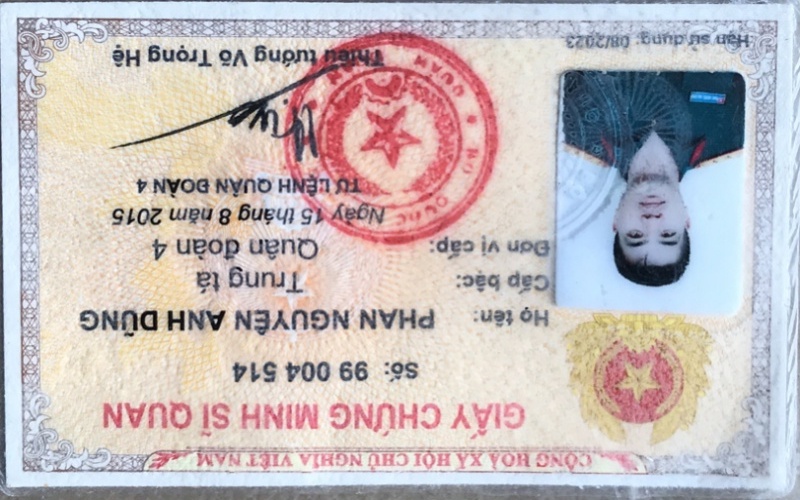 CỘNG HOÀ XÃ HỘI CHỦ NGHĨA VIỆT NAM
GIẤY CHỨNG MINH SĨ QUAN
Số: 99 004 514
Họ tên: PHAN NGUYÊN ANH DŨNG
Cấp bậc: Trung tá
Đơn vị cấp: Quân đoàn 4
Ngày 15 tháng 8 năm 2015
TƯ LỆNH QUÂN ĐOÀN 4
Thiếu tướng Võ Trọng Hệ
Hạn sử dụng: 08/2023